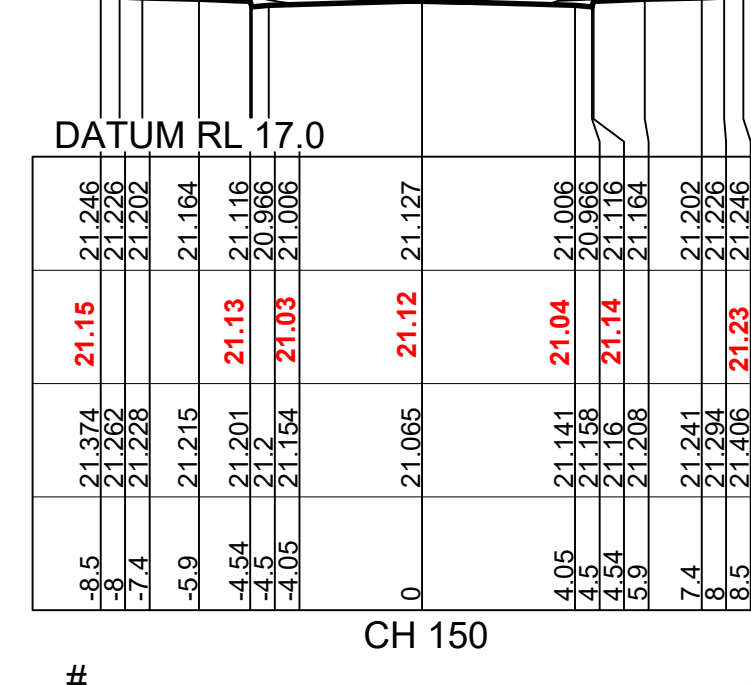 DATUM RL 17.0
21.246 21.226 21.202 21.164 21.116 20.966 21.006 21.127 21.006 20.966 21.116 21.164 21.202 21.226 21.246
21.15 21.13 21.03 21.12 21.04 21.14 21.23
21.374 21.262 21.228 21.215 21.201 21.2 21.154 21.065 21.141 21.158 21.16 21.208 21.241 21.294 21.406
-8.5 -8 -7.4 -5.9 -4.54 -4.5 -4.05 0 4.05 4.5 4.54 5.9 7.4 8 8.5
CH 150
#